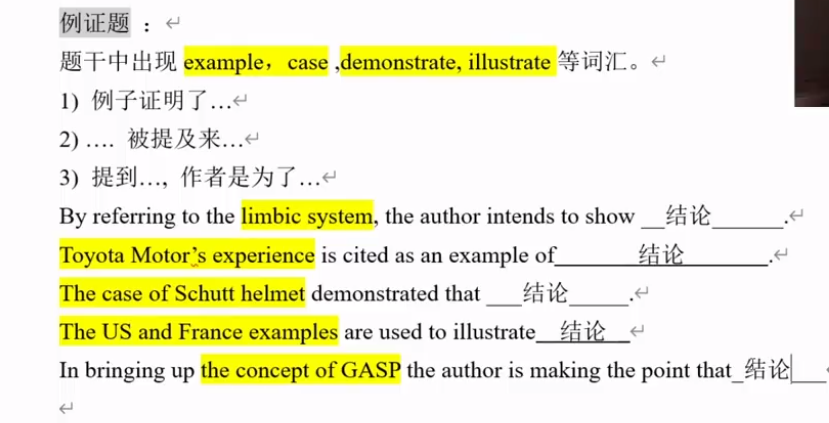 例证题 ：
题干中出现 example，case ,demonstrate, illustrate 等词汇。
1) 例子证明了…
2) …. 被提及来…
3) 提到…, 作者是为了…
By referring to the limbic system, the author intends to show __结论______.
Toyota Motor’s experience is cited as an example of_______结论_______.
The case of Schutt helmet demonstrated that ___结论_____.
The US and France examples are used to illustrate__结论__
In bringing up the concept of GASP the author is making the point that_结论___